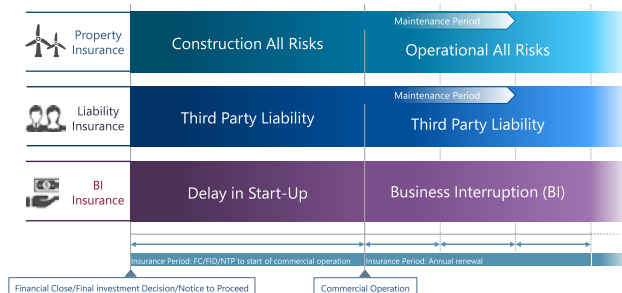 Property
Insurance
Construction All Risks
Maintenance Period
Operational All Risks
Liability
Insurance
Third Party Liability
Maintenance Period
Third Party Liability
BI
Insurance
Delay in Start-Up
Business Interruption (BI)
Insurance Period: FC/FID/NTP to start of commercial operation
Insurance Period: Annual renewal
Financial Close/Final investment Decision/Notice to Proceed
Commercial Operation